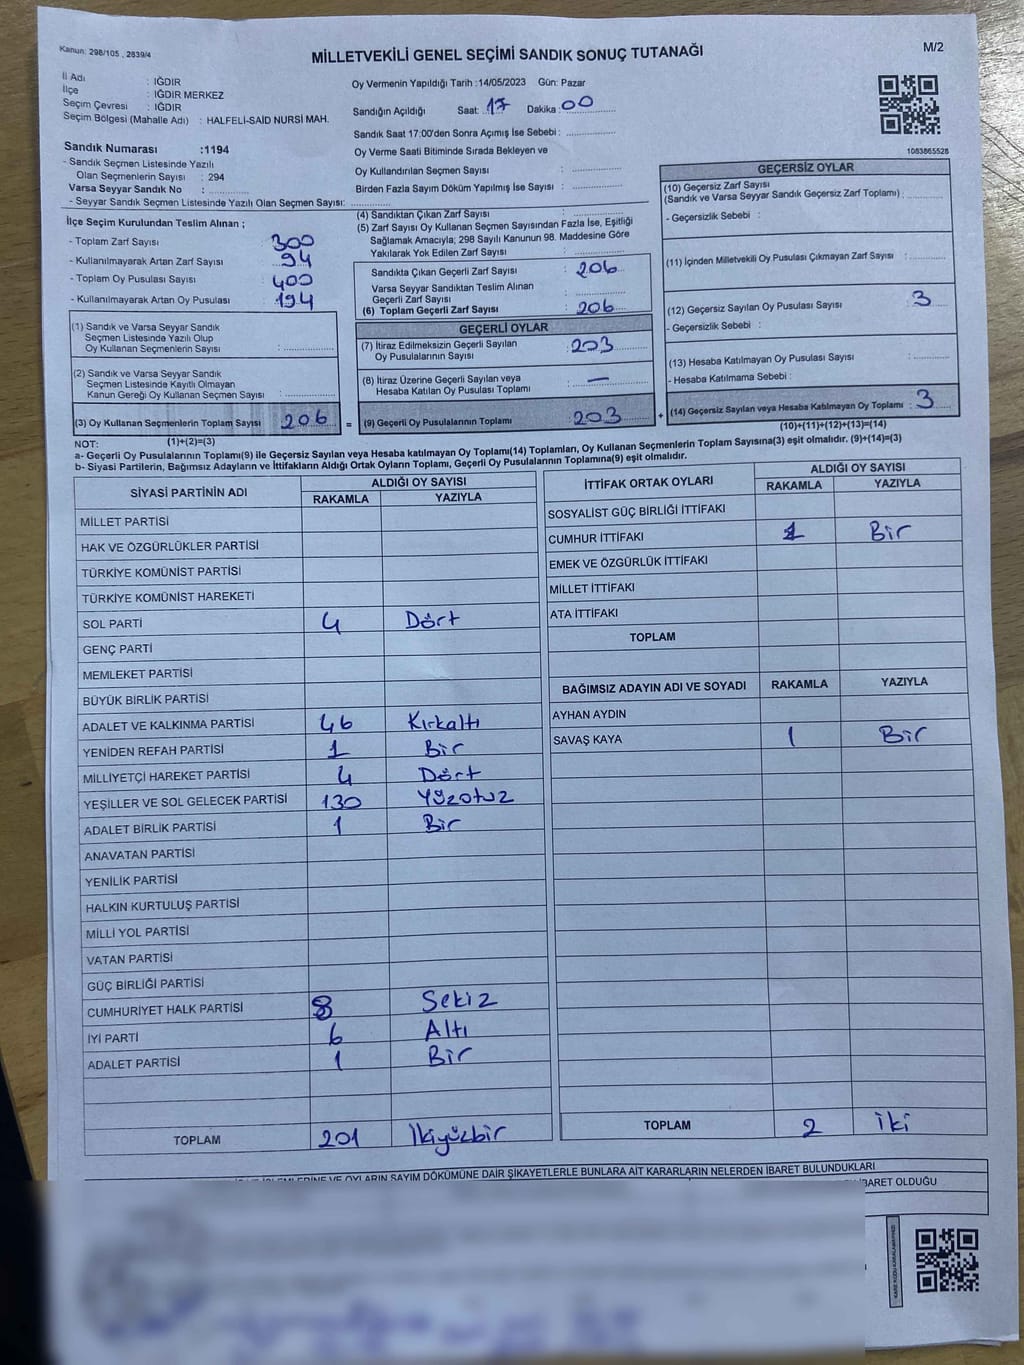 Kanun: 298/105 , 2839/4
MİLLETVEKİLİ GENEL SEÇİMİ SANDIK SONUÇ TUTANAĞI
M/2
İl Adı : IĞDIR
İlçe : IĞDIR MERKEZ
Seçim Çevresi : IĞDIR
Seçim Bölgesi (Mahalle Adı) : HALFELİ-SAİD NURSİ MAH.
Oy Vermenin Yapıldığı Tarih :14/05/2023 Gün: Pazar
Sandığın Açıldığı Saat: 17 Dakika: 00
Sandık Saat 17:00'den Sonra Açımış İse Sebebi :
Oy Verme Saati Bitiminde Sırada Bekleyen ve
Oy Kullandırılan Seçmen Sayısı :
Birden Fazla Sayım Döküm Yapılmış İse Sayısı :
1083865528
Sandık Numarası :1194
- Sandık Seçmen Listesinde Yazılı
Olan Seçmenlerin Sayısı : 294
Varsa Seyyar Sandık No :
- Seyyar Sandık Seçmen Listesinde Yazılı Olan Seçmen Sayısı:
İlçe Seçim Kurulundan Teslim Alınan ;
- Toplam Zarf Sayısı : 300
- Kullanılmayarak Artan Zarf Sayısı : 94
- Toplam Oy Pusulası Sayısı : 400
- Kullanılmayarak Artan Oy Pusulası : 194
(4) Sandıktan Çıkan Zarf Sayısı :
(5) Zarf Sayısı Oy Kullanan Seçmen Sayısından Fazla İse, Eşitliği
Sağlamak Amacıyla; 298 Sayılı Kanunun 98. Maddesine Göre
Yakılarak Yok Edilen Zarf Sayısı :
Sandıkta Çıkan Geçerli Zarf Sayısı : 206
Varsa Seyyar Sandıktan Teslim Alınan
Geçerli Zarf Sayısı :
(6) Toplam Geçerli Zarf Sayısı : 206
GEÇERSİZ OYLAR
(10) Geçersiz Zarf Sayısı
(Sandık ve Varsa Seyyar Sandık Geçersiz Zarf Toplamı) :
- Geçersizlik Sebebi :
(11) İçinden Milletvekili Oy Pusulası Çıkmayan Zarf Sayısı :
(12) Geçersiz Sayılan Oy Pusulası Sayısı : 3
- Geçersizlik Sebebi :
(13) Hesaba Katılmayan Oy Pusulası Sayısı :
- Hesaba Katılmama Sebebi :
(14) Geçersiz Sayılan veya Hesaba Katılmayan Oy Toplamı : 3
(10)+(11)+(12)+(13)=(14)
(1) Sandık ve Varsa Seyyar Sandık
Seçmen Listesinde Yazılı Olup
Oy Kullanan Seçmenlerin Sayısı :
(2) Sandık ve Varsa Seyyar Sandık
Seçmen Listesinde Kayıtlı Olmayan
Kanun Gereği Oy Kullanan Seçmen Sayısı :
(3) Oy Kullanan Seçmenlerin Toplam Sayısı : 206 =
(1)+(2)=(3)
GEÇERLİ OYLAR
(7) İtiraz Edilmeksizin Geçerli Sayılan
Oy Pusulalarının Sayısı : 203
(8) İtiraz Üzerine Geçerli Sayılan veya
Hesaba Katılan Oy Pusulası Toplamı : —
(9) Geçerli Oy Pusulalarının Toplamı : 203 +
NOT:
a- Geçerli Oy Pusulalarının Toplamı(9) ile Geçersiz Sayılan veya Hesaba katılmayan Oy Toplamı(14) Toplamları, Oy Kullanan Seçmenlerin Toplam Sayısına(3) eşit olmalıdır. (9)+(14)=(3)
b- Siyasi Partilerin, Bağımsız Adayların ve İttifakların Aldığı Ortak Oyların Toplamı, Geçerli Oy Pusulalarının Toplamına(9) eşit olmalıdır.
SİYASİ PARTİNİN ADI ALDIĞI OY SAYISI
RAKAMLA YAZIYLA
MİLLET PARTİSİ
HAK VE ÖZGÜRLÜKLER PARTİSİ
TÜRKİYE KOMÜNİST PARTİSİ
TÜRKİYE KOMÜNİST HAREKETİ
SOL PARTİ 4 Dört
GENÇ PARTİ
MEMLEKET PARTİSİ
BÜYÜK BİRLİK PARTİSİ
ADALET VE KALKINMA PARTİSİ 46 Kırkaltı
YENİDEN REFAH PARTİSİ 1 Bir
MİLLİYETÇİ HAREKET PARTİSİ 4 Dört
YEŞİLLER VE SOL GELECEK PARTİSİ 130 Yüzotuz
ADALET BİRLİK PARTİSİ 1 Bir
ANAVATAN PARTİSİ
YENİLİK PARTİSİ
HALKIN KURTULUŞ PARTİSİ
MİLLİ YOL PARTİSİ
VATAN PARTİSİ
GÜÇ BİRLİĞİ PARTİSİ
CUMHURİYET HALK PARTİSİ 8 Sekiz
İYİ PARTİ 6 Altı
ADALET PARTİSİ 1 Bir
TOPLAM 201 İkiyüzbir
İTTİFAK ORTAK OYLARI ALDIĞI OY SAYISI
RAKAMLA YAZIYLA
SOSYALİST GÜÇ BİRLİĞİ İTTİFAKI
CUMHUR İTTİFAKI 1 Bir
EMEK VE ÖZGÜRLÜK İTTİFAKI
MİLLET İTTİFAKI
ATA İTTİFAKI
TOPLAM
BAĞIMSIZ ADAYIN ADI VE SOYADI RAKAMLA YAZIYLA
AYHAN AYDIN
SAVAŞ KAYA 1 Bir
TOPLAM 2 İki
OYLARIN SAYIM DÖKÜMÜNE DAİR ŞİKAYETLERLE BUNLARA AİT KARARLARIN NELERDEN İBARET BULUNDUKLARI
İBARET OLDUĞU